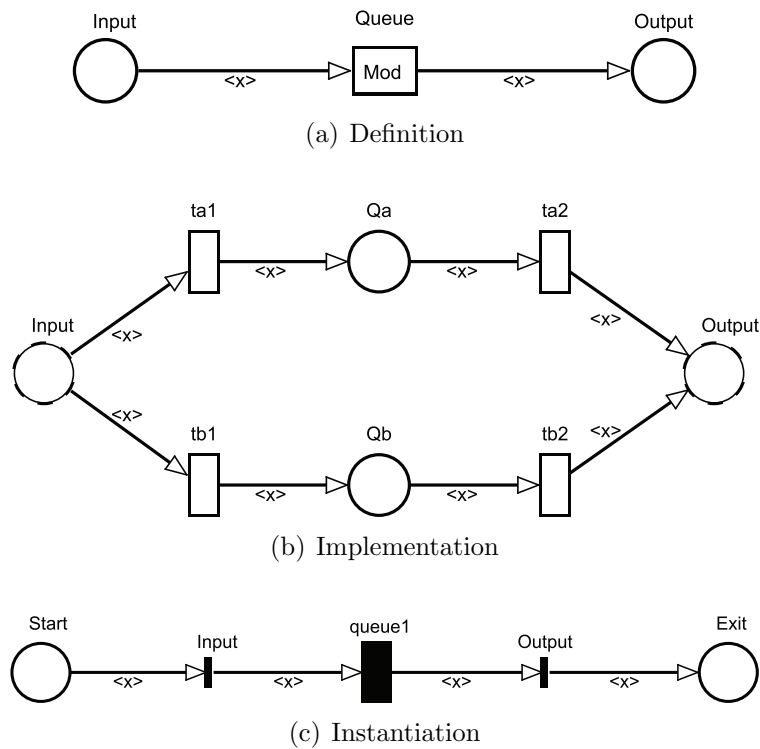 Input Queue Output
Mod
<x> <x>
(a) Definition
ta1 Qa ta2
<x> <x>
Input <x> <x> Output
<x> <x>
tb1 Qb tb2
<x> <x>
(b) Implementation
Start Input queue1 Output Exit
<x> <x> <x> <x>
(c) Instantiation